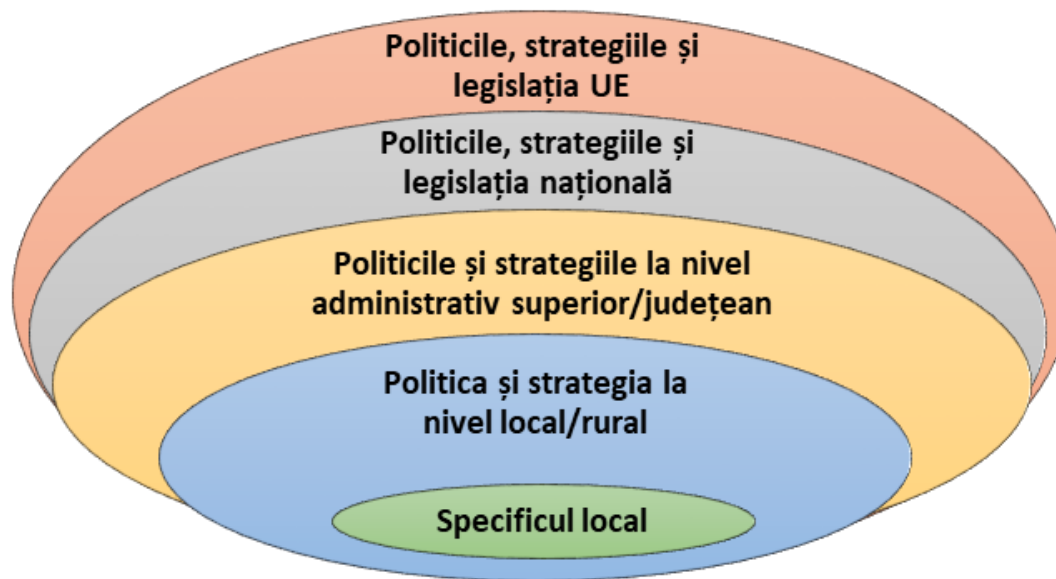 Politicile, strategiile și
legislația UE
Politicile, strategiile și
legislația națională
Politicile și strategiile la nivel
administrativ superior/județean
Politica și strategia la
nivel local/rural
Specificul local